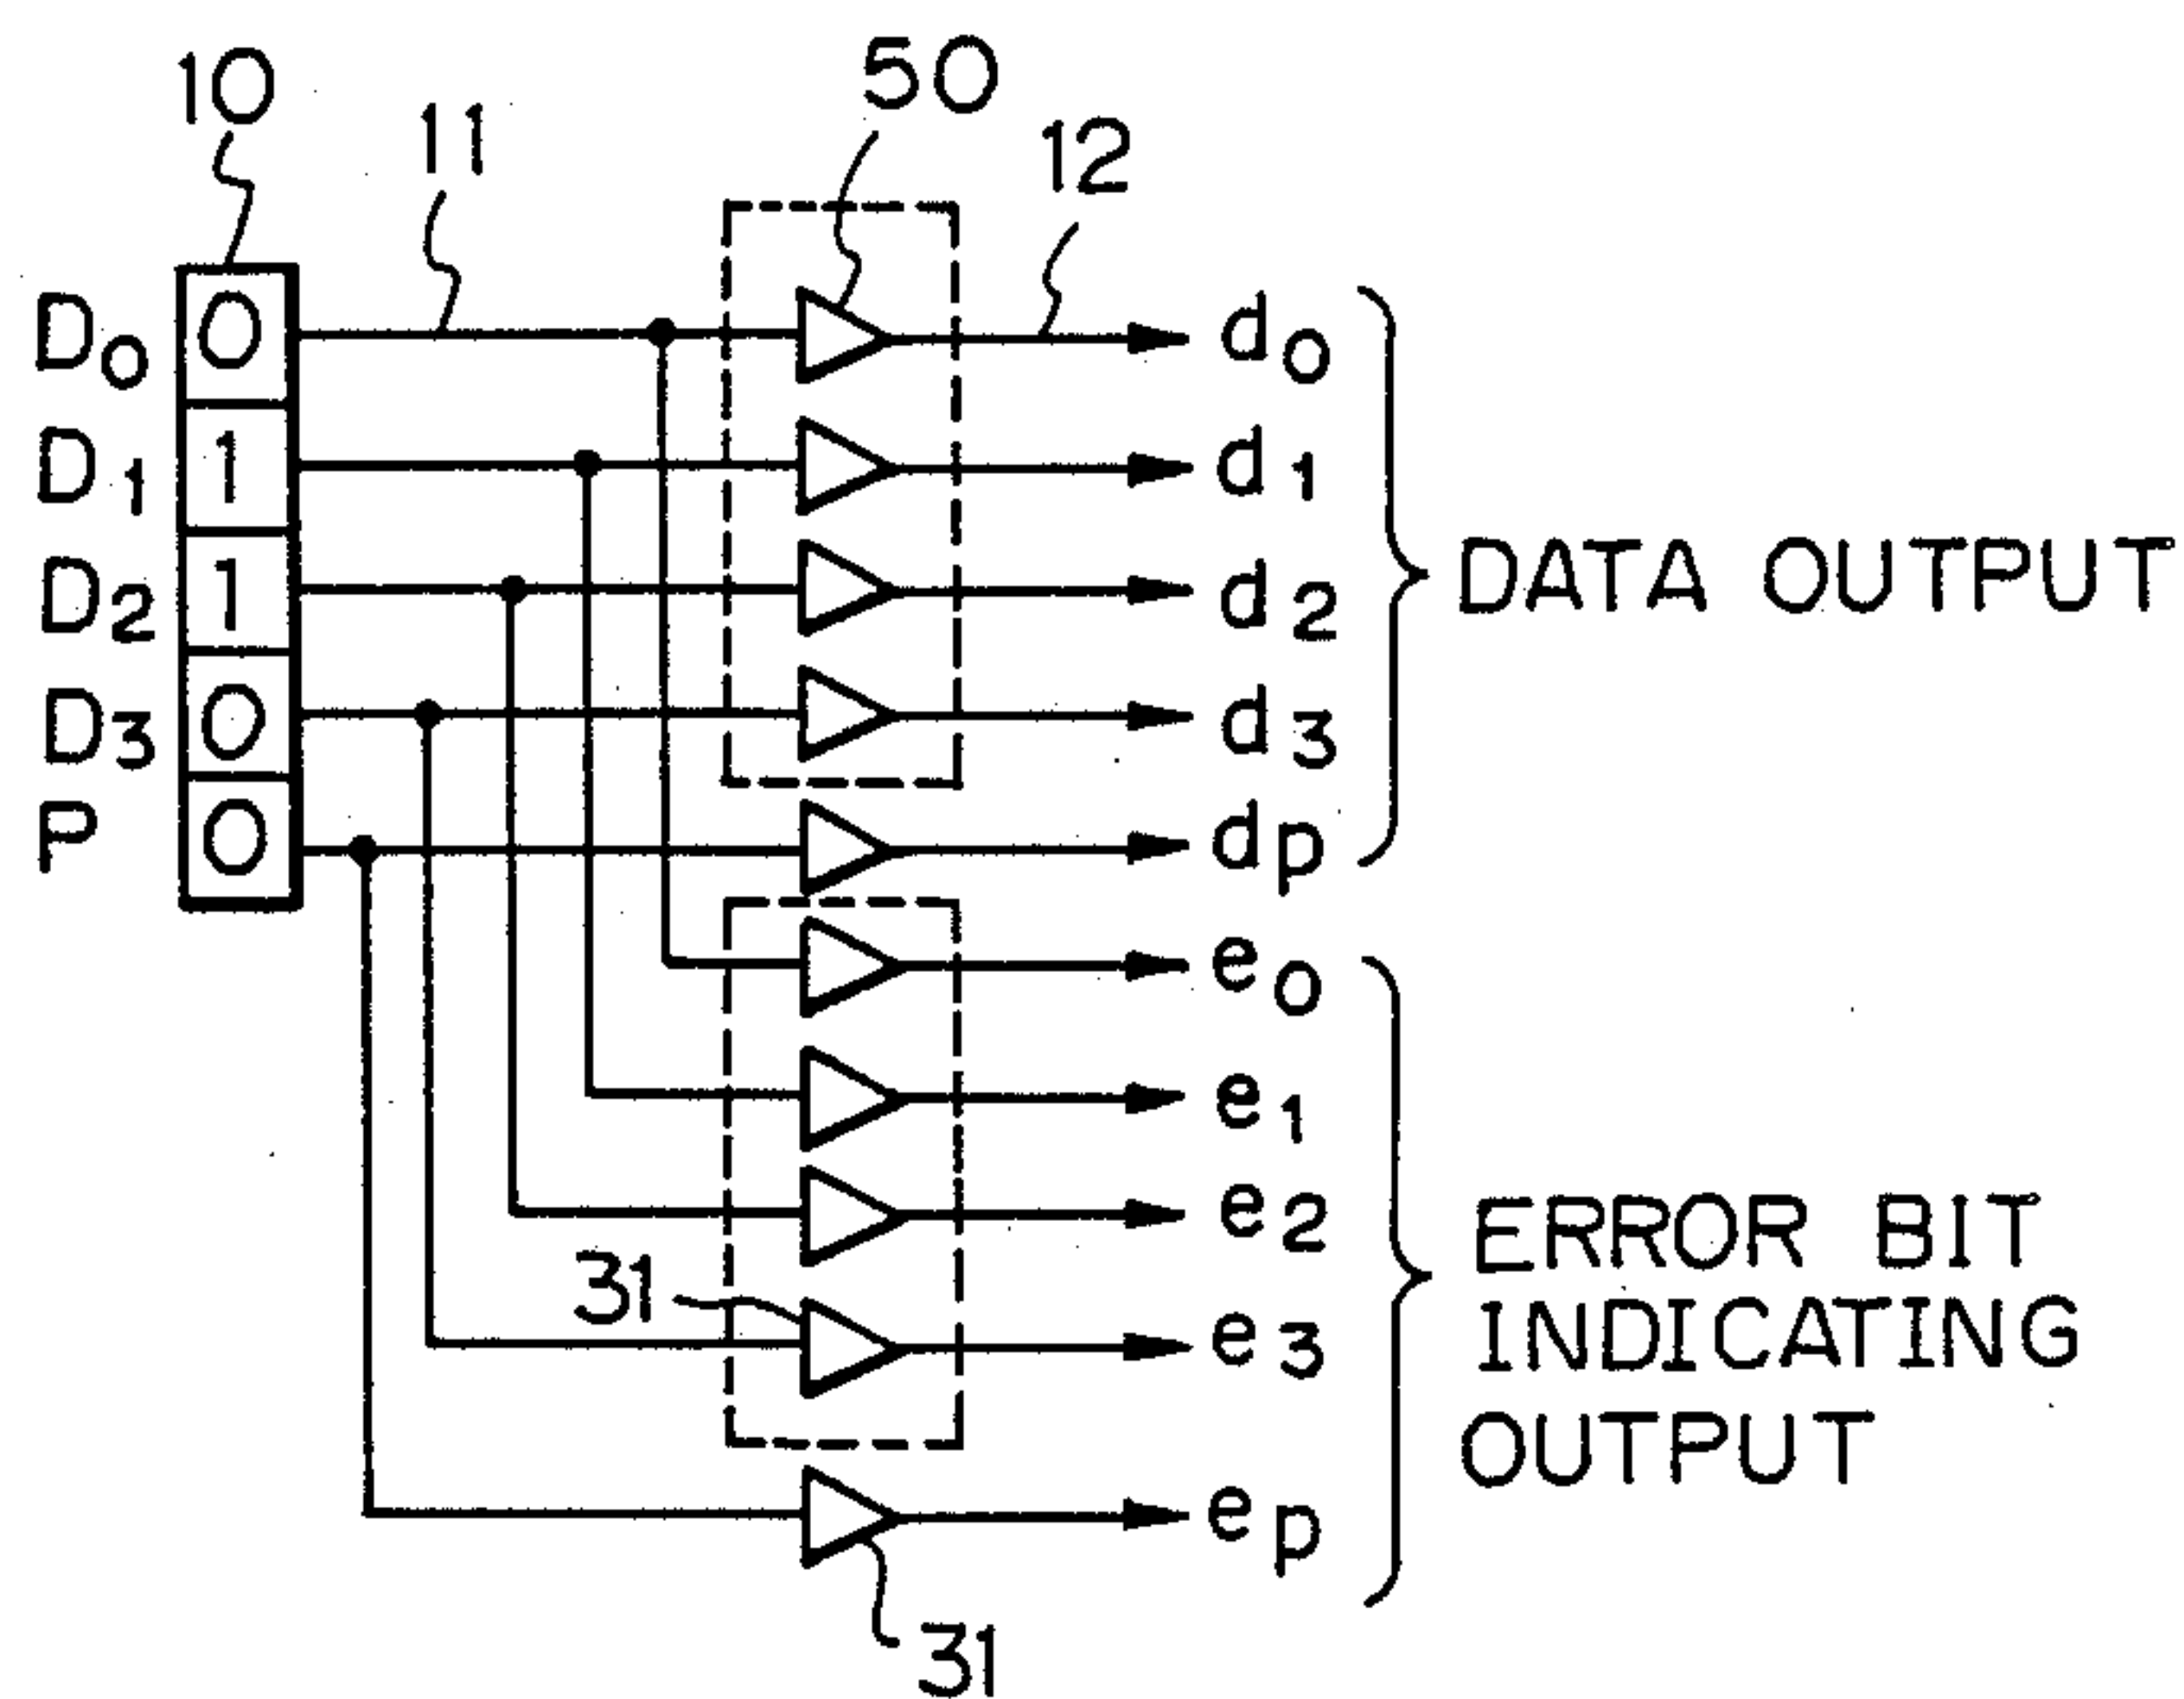 10
11
50
12
D0 0 d0
D1 1 d1
D2 1 d2
D3 0 d3
P 0 dp
DATA OUTPUT
e0
e1
e2
31
e3
ep
31
ERROR BIT
INDICATING
OUTPUT